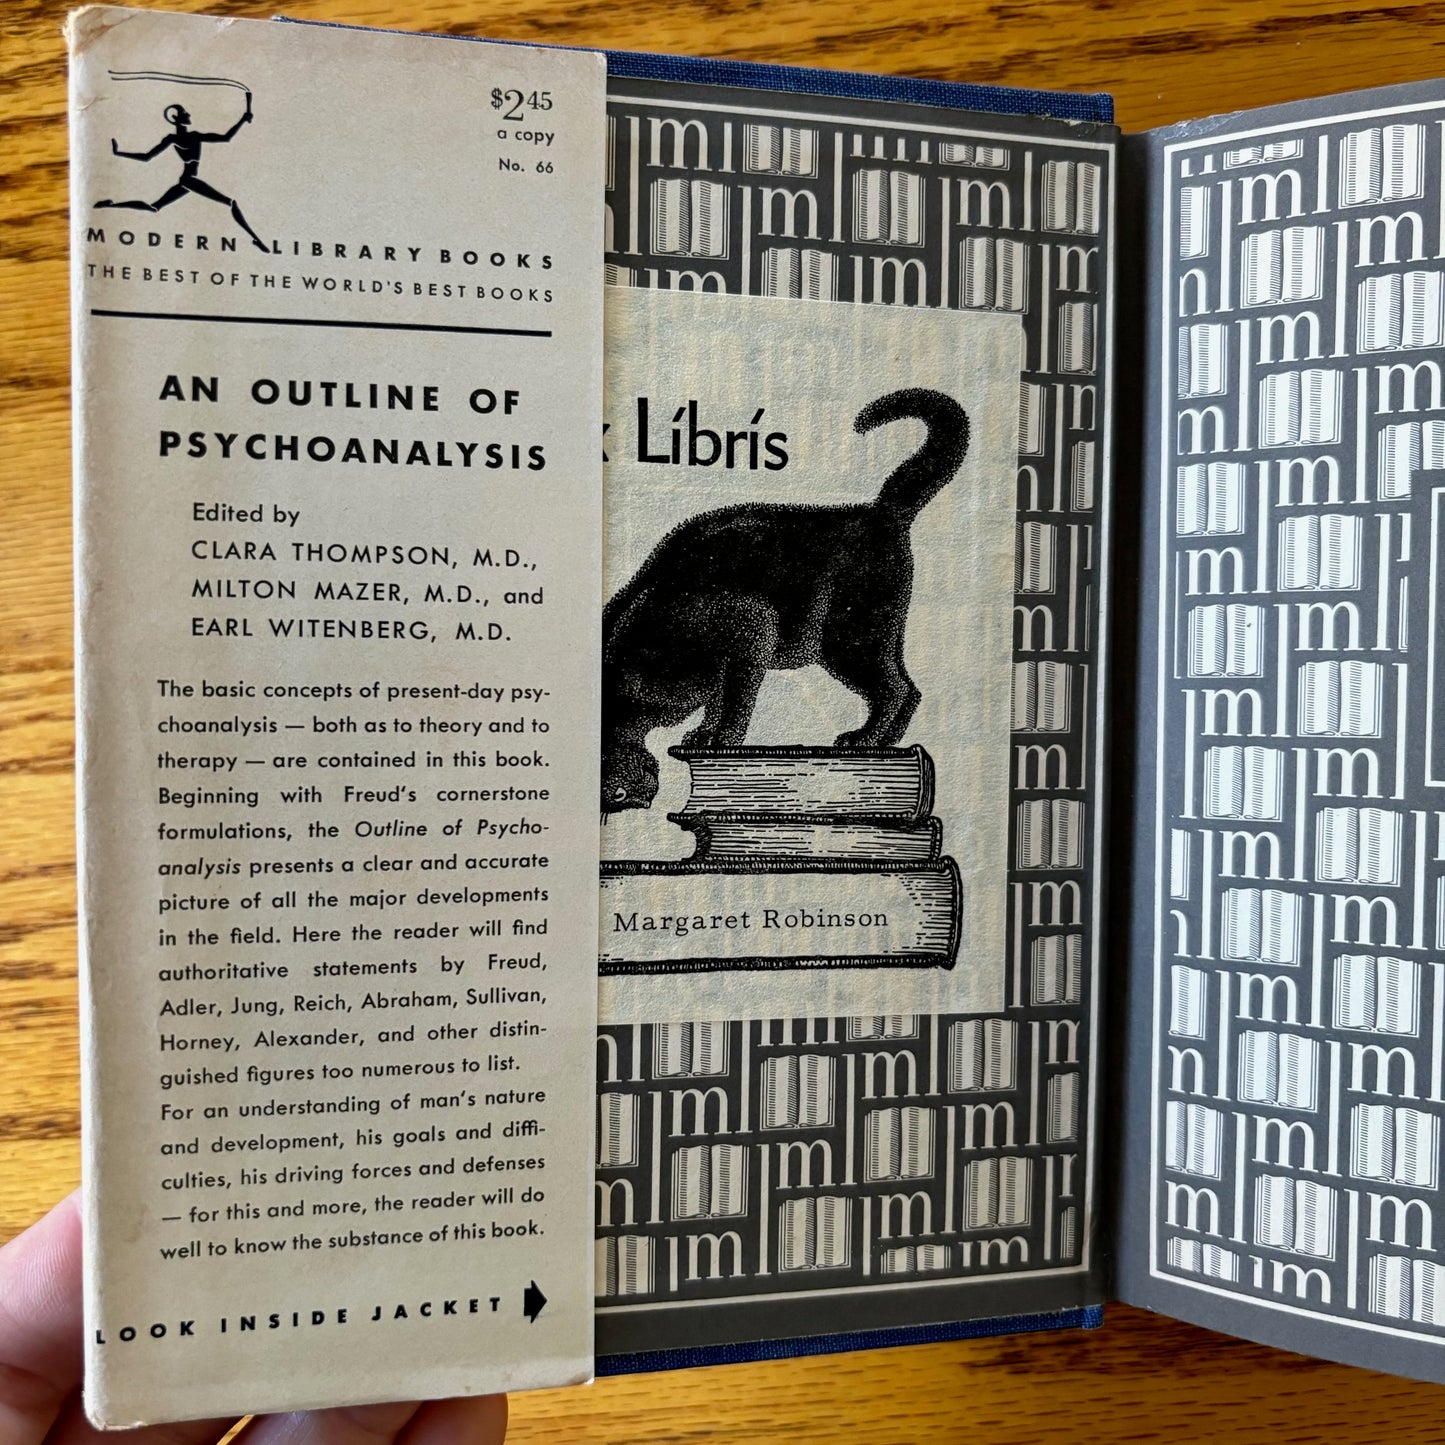 $2.45
a copy
No. 66
MODERN LIBRARY BOOKS
THE BEST OF THE WORLD'S BEST BOOKS
AN OUTLINE OF
PSYCHOANALYSIS
Edited by
CLARA THOMPSON, M.D.,
MILTON MAZER, M.D., and
EARL WITENBERG, M.D.
The basic concepts of present-day psy-
choanalysis — both as to theory and to
therapy — are contained in this book.
Beginning with Freud's cornerstone
formulations, the Outline of Psycho-
analysis presents a clear and accurate
picture of all the major developments
in the field. Here the reader will find
authoritative statements by Freud,
Adler, Jung, Reich, Abraham, Sullivan,
Horney, Alexander, and other distin-
guished figures too numerous to list.
For an understanding of man's nature
and development, his goals and diffi-
culties, his driving forces and defenses
— for this and more, the reader will do
well to know the substance of this book.
LOOK INSIDE JACKET
Líbrís
Margaret Robinson
ml